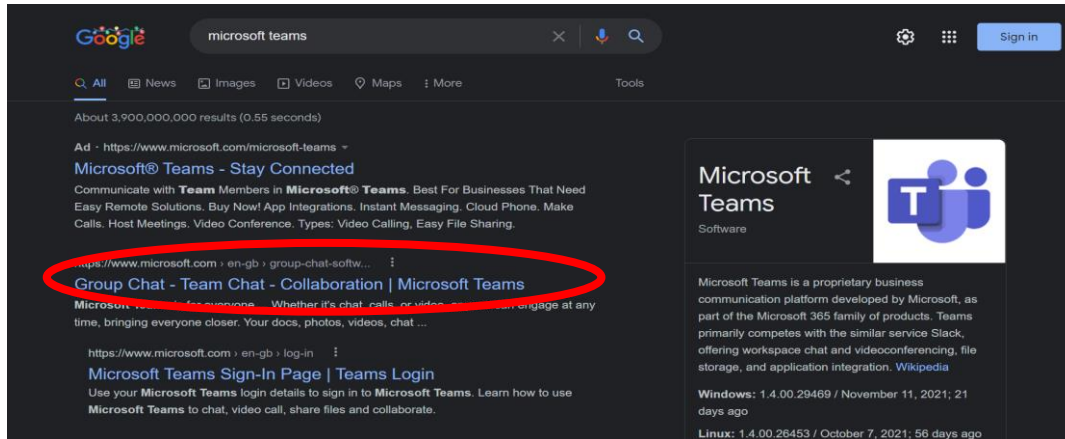 Google
microsoft teams
Sign in
All News Images Videos Maps More Tools
About 3,900,000,000 results (0.55 seconds)
Ad · https://www.microsoft.com/microsoft-teams
Microsoft® Teams - Stay Connected
Communicate with Team Members in Microsoft® Teams. Best For Businesses That Need
Easy Remote Solutions. Buy Now! App Integrations. Instant Messaging. Cloud Phone. Make
Calls. Host Meetings. Video Conference. Types: Video Calling, Easy File Sharing.
https://www.microsoft.com › en-gb › group-chat-softw...
Group Chat - Team Chat - Collaboration | Microsoft Teams
Microsoft for everyone ... Whether it's chat, calls, or video, engage at any
time, bringing everyone closer. Your docs, photos, videos, chat ...
https://www.microsoft.com › en-gb › log-in
Microsoft Teams Sign-In Page | Teams Login
Use your Microsoft Teams login details to sign in to Microsoft Teams. Learn how to use
Microsoft Teams to chat, video call, share files and collaborate.
Microsoft
Teams
Software
T
Microsoft Teams is a proprietary business
communication platform developed by Microsoft, as
part of the Microsoft 365 family of products. Teams
primarily competes with the similar service Slack,
offering workspace chat and videoconferencing, file
storage, and application integration. Wikipedia
Windows: 1.4.00.29469 / November 11, 2021; 21
days ago
Linux: 1.4.00.26453 / October 7, 2021; 56 days ago